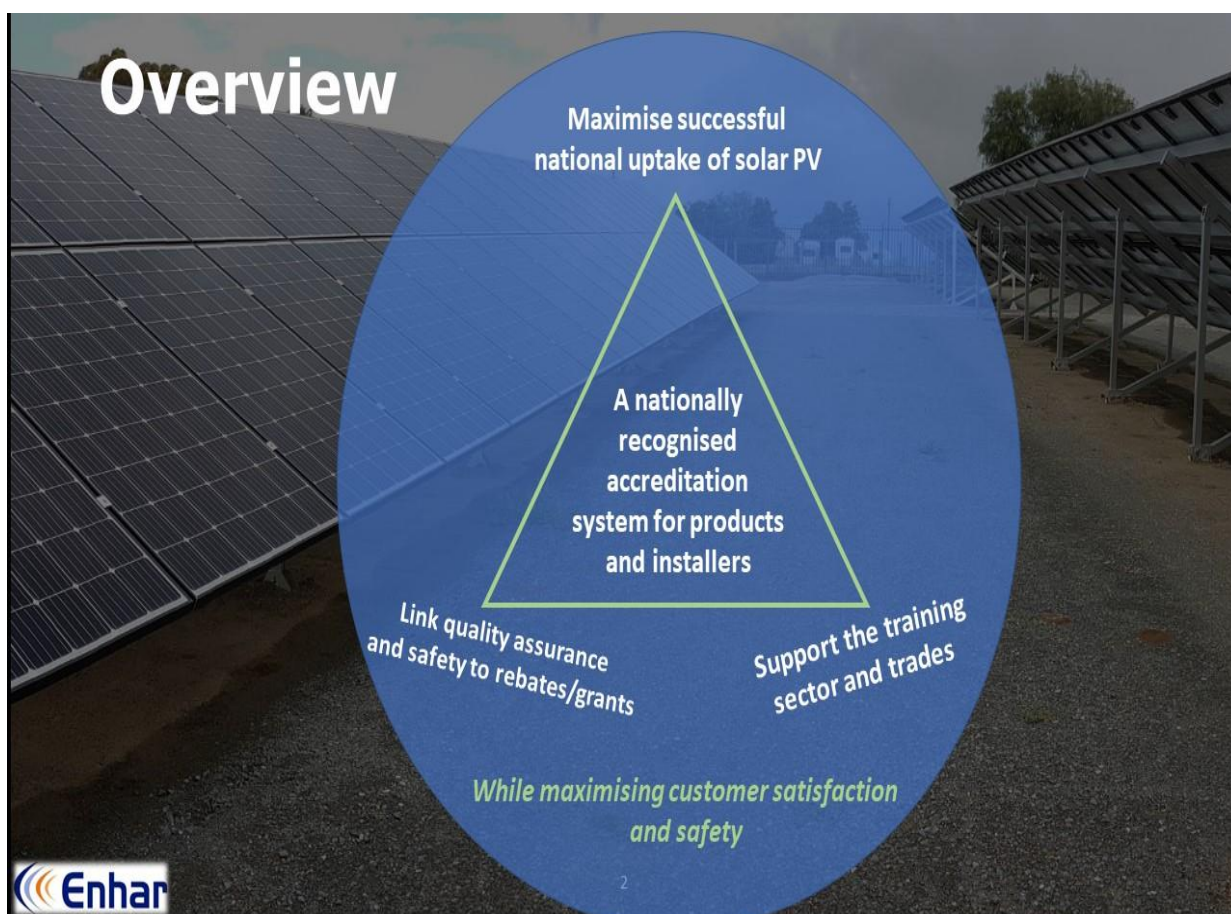 Overview
Maximise successful
national uptake of solar PV
A nationally
recognised
accreditation
system for products
and installers
Link quality assurance
and safety to rebates/grants
Support the training
sector and trades
While maximising customer satisfaction
and safety
2
Enhar